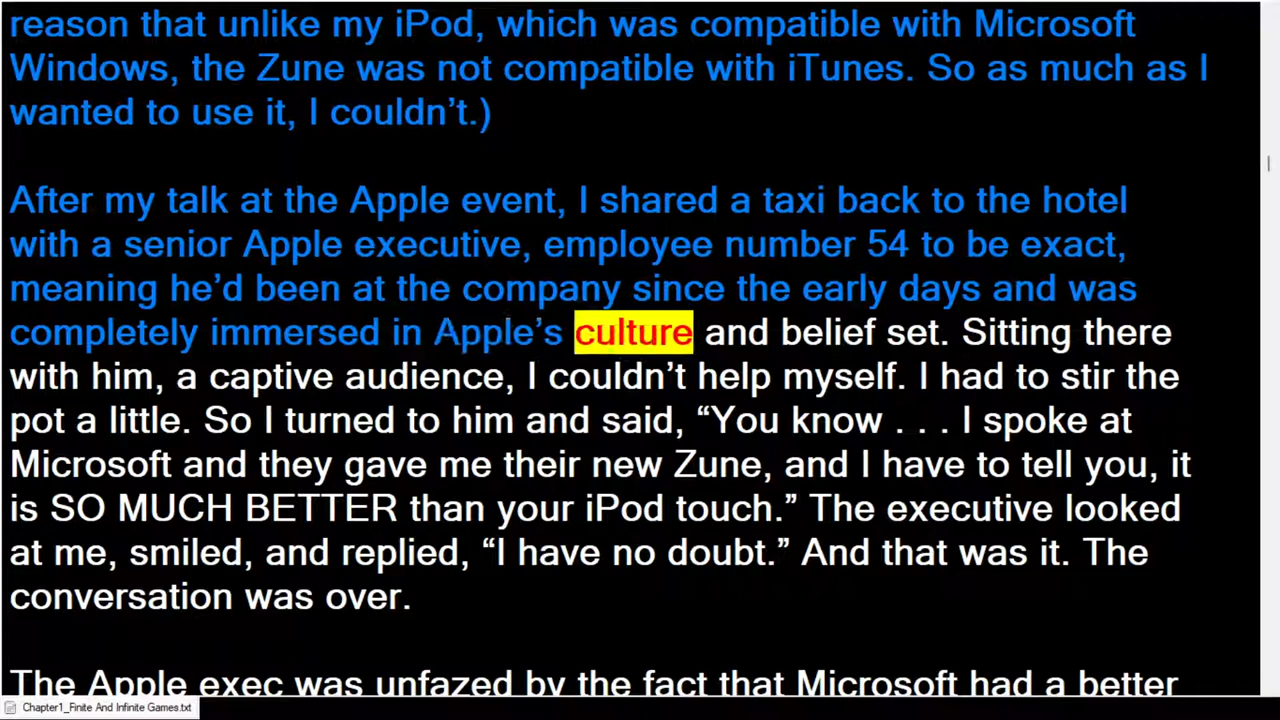 reason that unlike my iPod, which was compatible with Microsoft
Windows, the Zune was not compatible with iTunes. So as much as I
wanted to use it, I couldn’t.)
After my talk at the Apple event, I shared a taxi back to the hotel
with a senior Apple executive, employee number 54 to be exact,
meaning he’d been at the company since the early days and was
completely immersed in Apple’s culture and belief set. Sitting there
with him, a captive audience, I couldn’t help myself. I had to stir the
pot a little. So I turned to him and said, “You know . . . I spoke at
Microsoft and they gave me their new Zune, and I have to tell you, it
is SO MUCH BETTER than your iPod touch.” The executive looked
at me, smiled, and replied, “I have no doubt.” And that was it. The
conversation was over.
The Apple exec was unfazed by the fact that Microsoft had a better
Chapter1_Finite And Infinite Games.txt